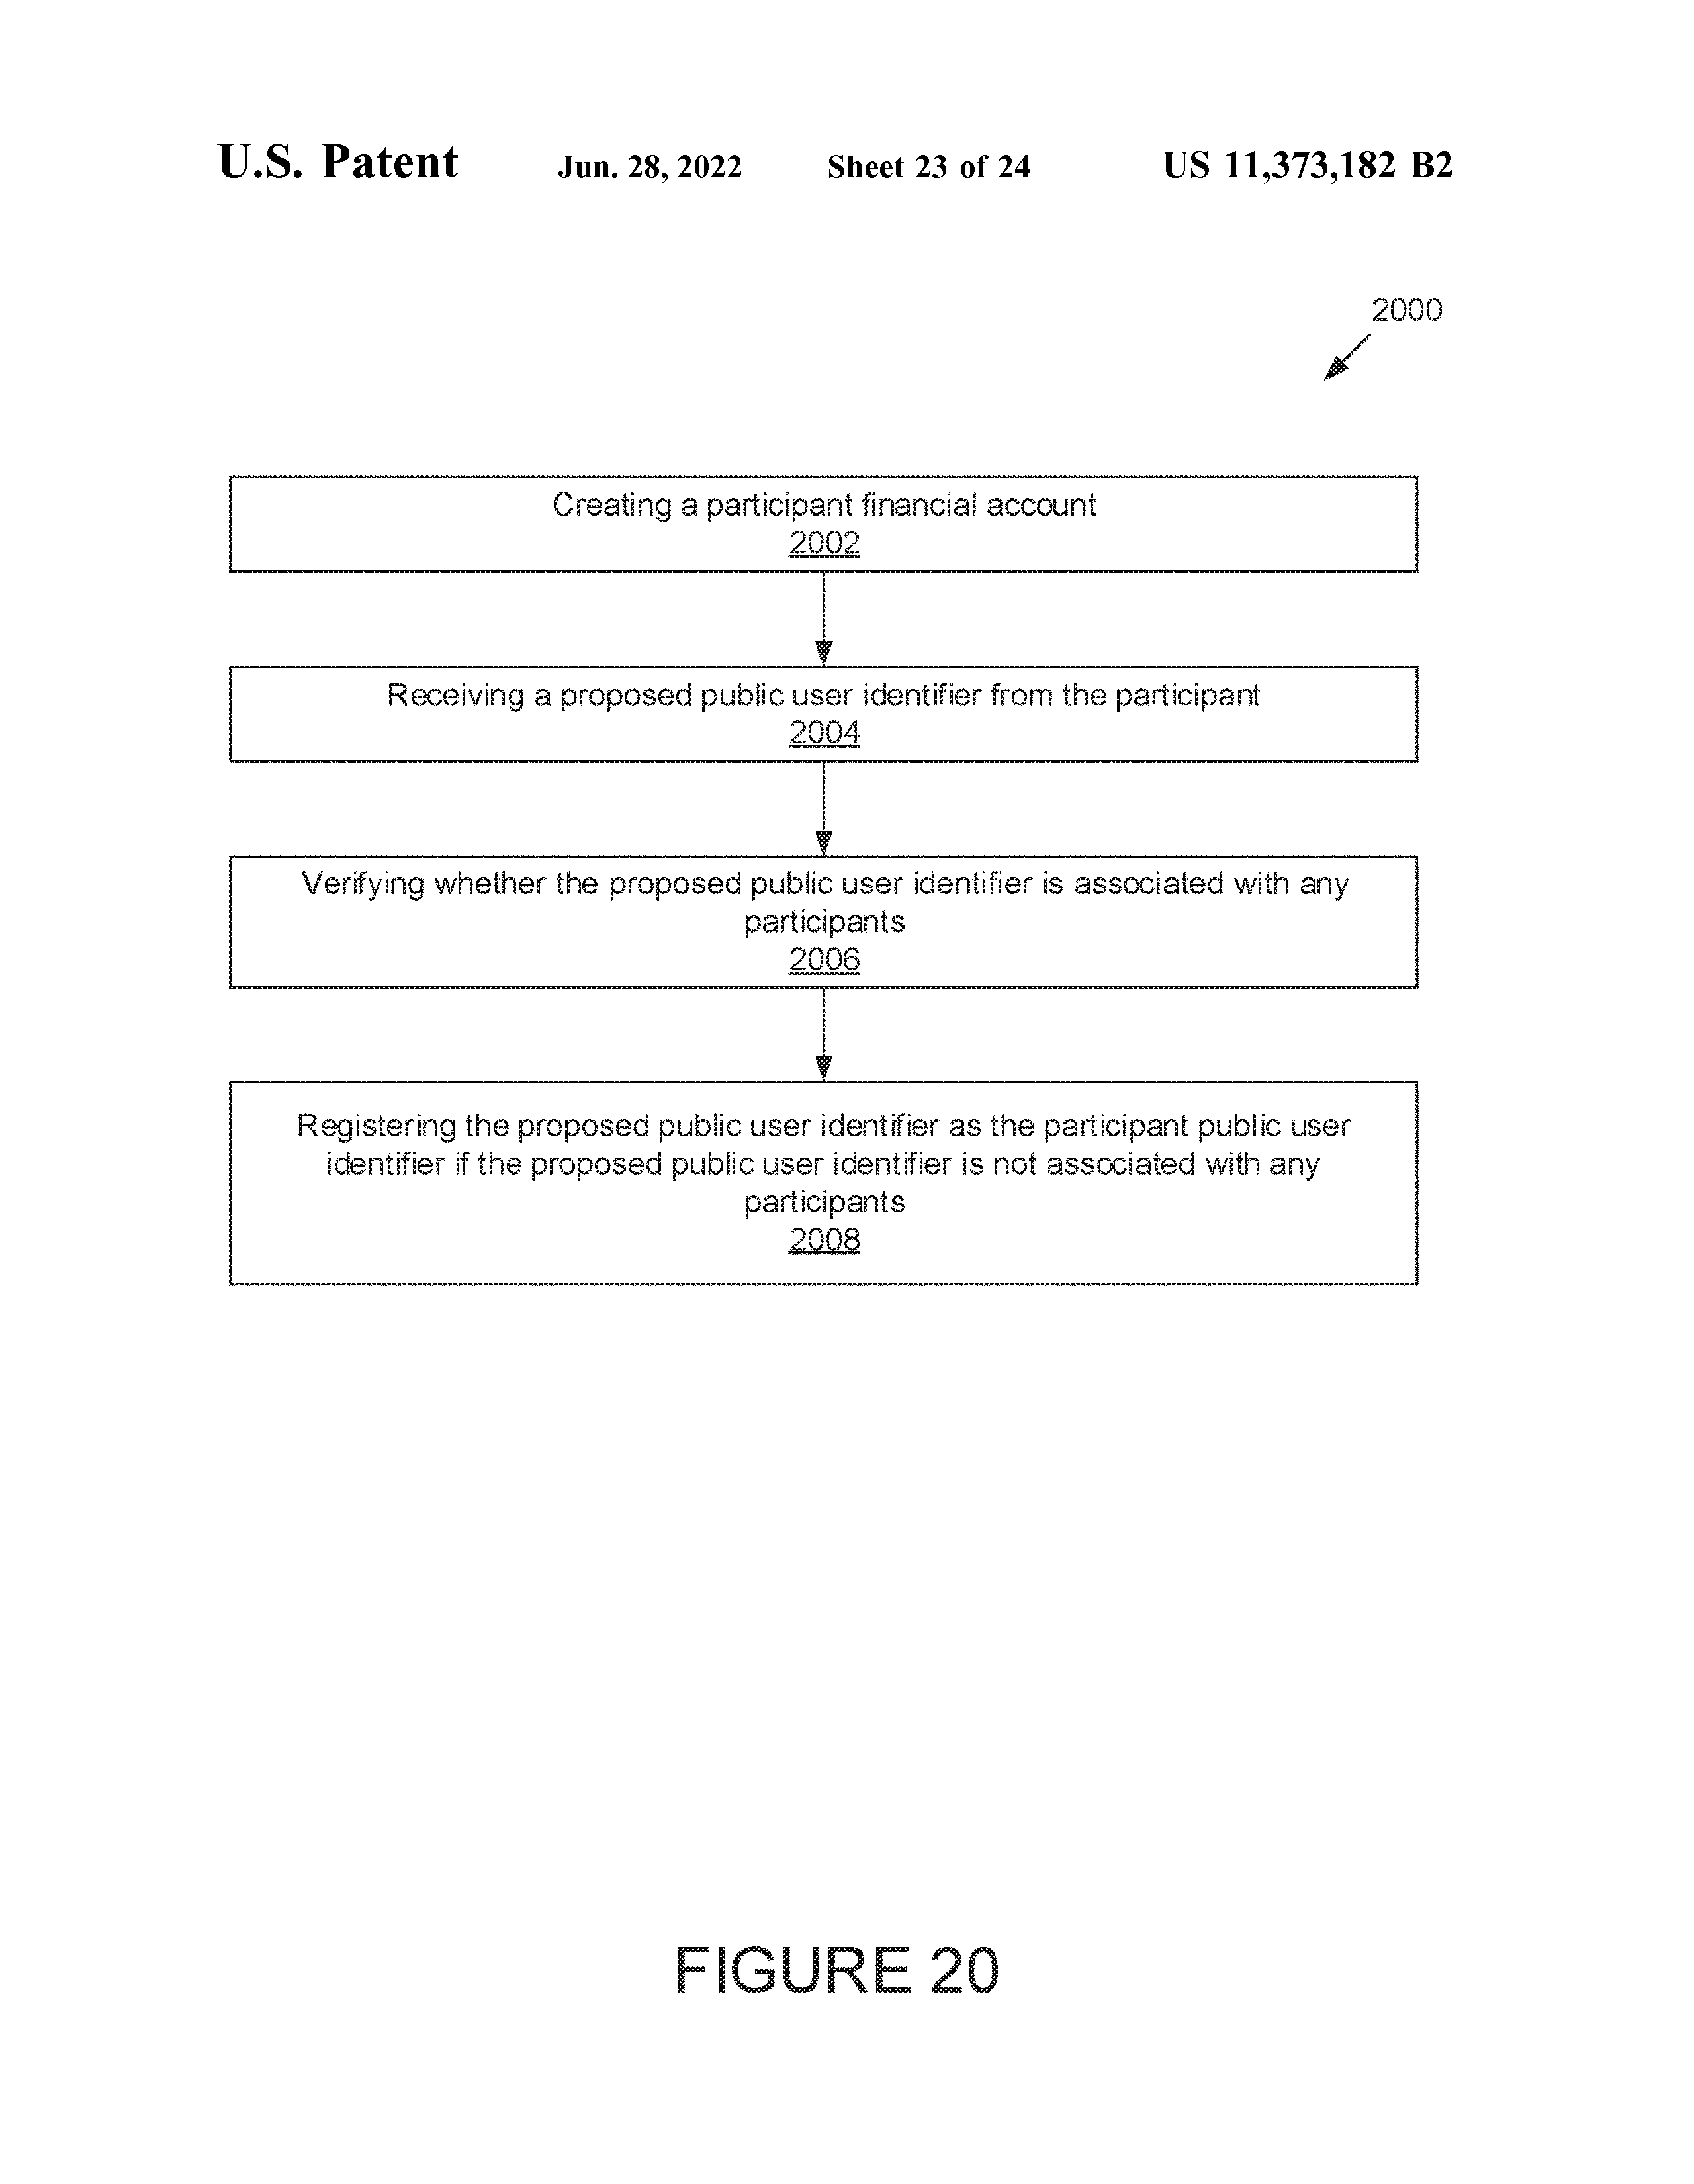 U.S. Patent Jun. 28, 2022 Sheet 23 of 24 US 11,373,182 B2
2000
Creating a participant financial account
2002
Receiving a proposed public user identifier from the participant
2004
Verifying whether the proposed public user identifier is associated with any
participants
2006
Registering the proposed public user identifier as the participant public user
identifier if the proposed public user identifier is not associated with any
participants
2008
FIGURE 20